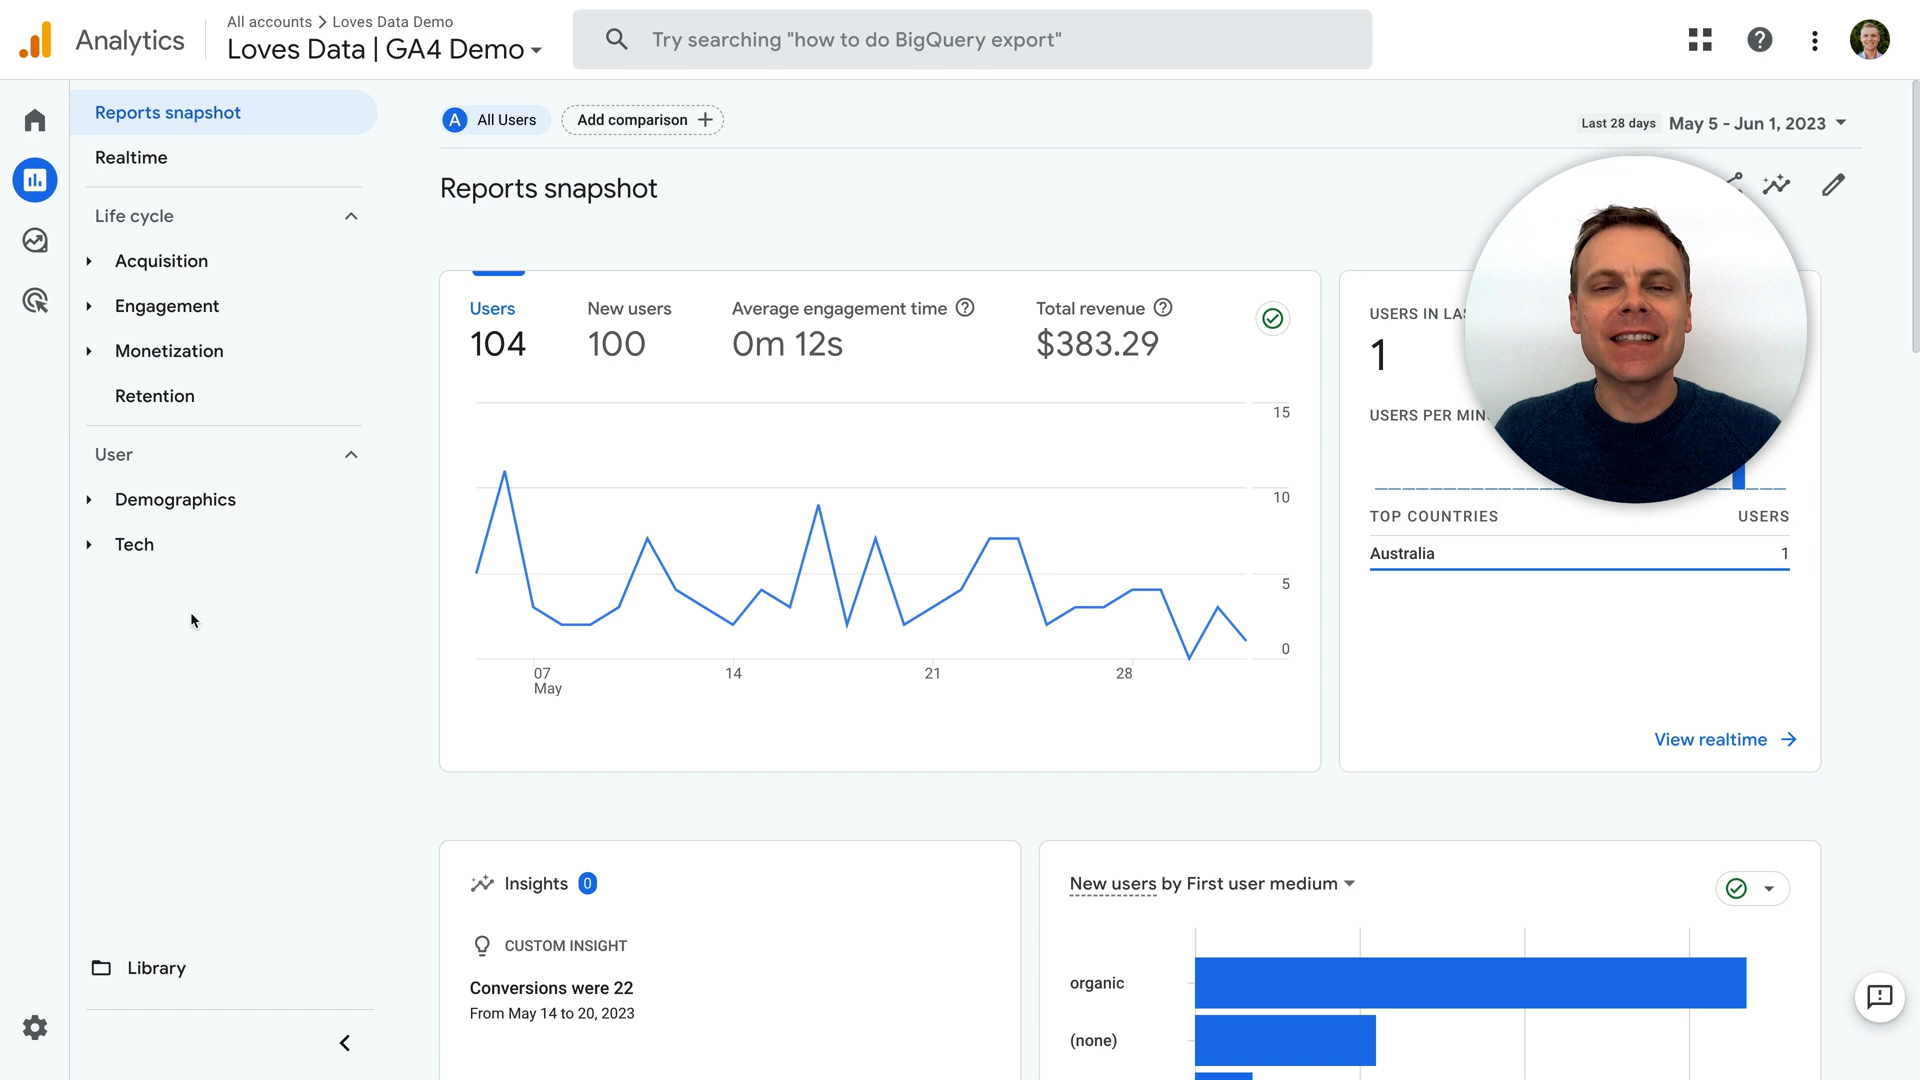 Analytics
All accounts > Loves Data Demo
Loves Data | GA4 Demo
Try searching "how to do BigQuery export"
Reports snapshot
Realtime
Life cycle
Acquisition
Engagement
Monetization
Retention
User
Demographics
Tech
Library
A All Users
Add comparison +
Last 28 days May 5 - Jun 1, 2023
Reports snapshot
Users
104
New users
100
Average engagement time
0m 12s
Total revenue
$383.29
15
10
5
0
07
May
14
21
28
USERS IN
1
USERS PER
TOP COUNTRIES USERS
Australia 1
View realtime
Insights 0
CUSTOM INSIGHT
Conversions were 22
From May 14 to 20, 2023
New users by First user medium
organic
(none)